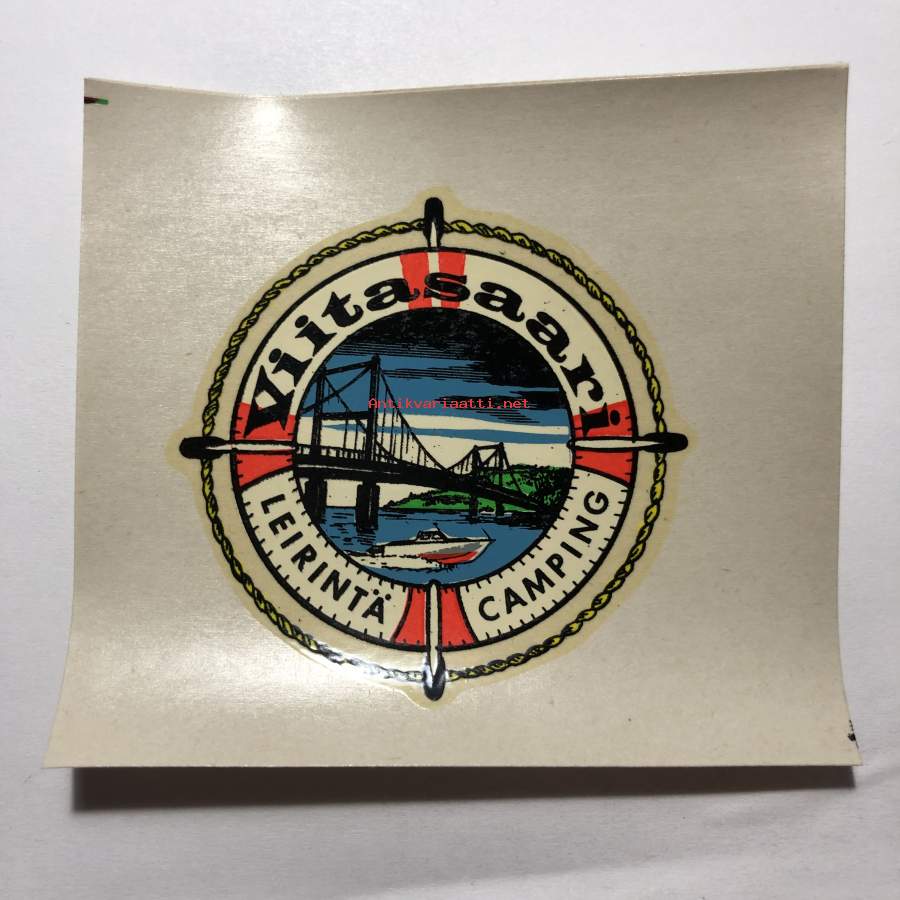 Viitasaari
Antikvariaatti.net
LEIRINTÄ
CAMPING